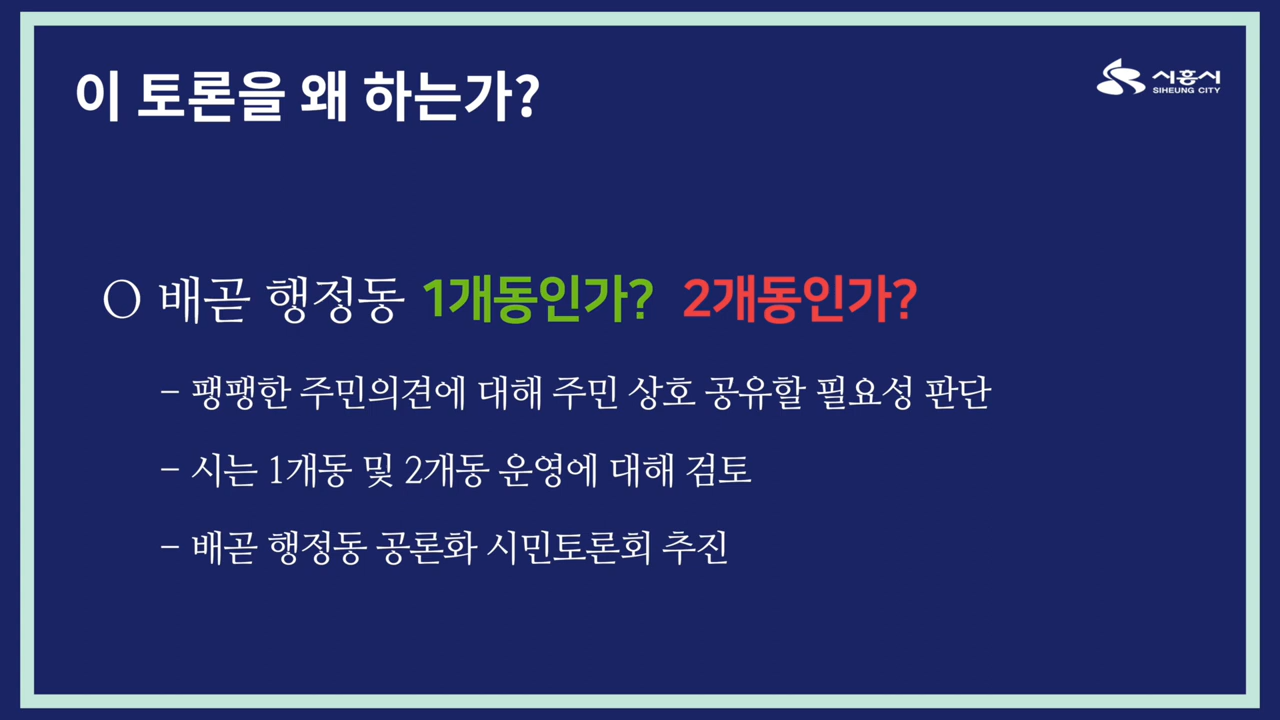 이 토론을 왜 하는가?
시흥시
SIHEUNG CITY
O 배곧 행정동 1개동인가? 2개동인가?
- 팽팽한 주민의견에 대해 주민 상호 공유할 필요성 판단
- 시는 1개동 및 2개동 운영에 대해 검토
- 배곧 행정동 공론화 시민토론회 추진